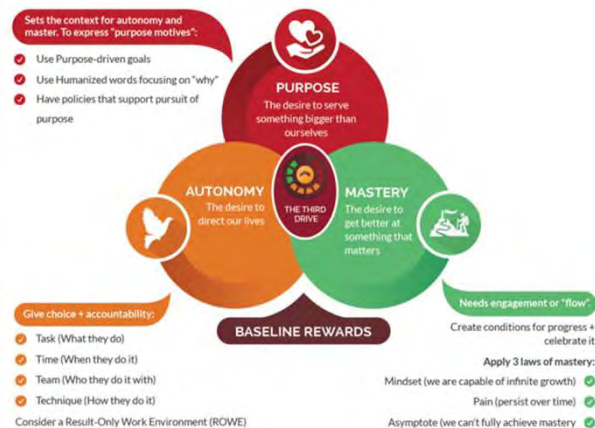 Sets the context for autonomy and
master. To express "purpose motives":
Use Purpose-driven goals
Use Humanized words focusing on "why"
Have policies that support pursuit of
purpose
PURPOSE
The desire to serve
something bigger than
ourselves
AUTONOMY
The desire to
direct our lives
THE THIRD
DRIVE
MASTERY
The desire to
get better at
something that
matters
Give choice + accountability:
Task (What they do)
Time (When they do it)
Team (Who they do it with)
Technique (How they do it)
Consider a Result-Only Work Environment (ROWE)
BASELINE REWARDS
Needs engagement or "flow".
Create conditions for progress +
celebrate it
Apply 3 laws of mastery:
Mindset (we are capable of infinite growth)
Pain (persist over time)
Asymptote (we can't fully achieve mastery